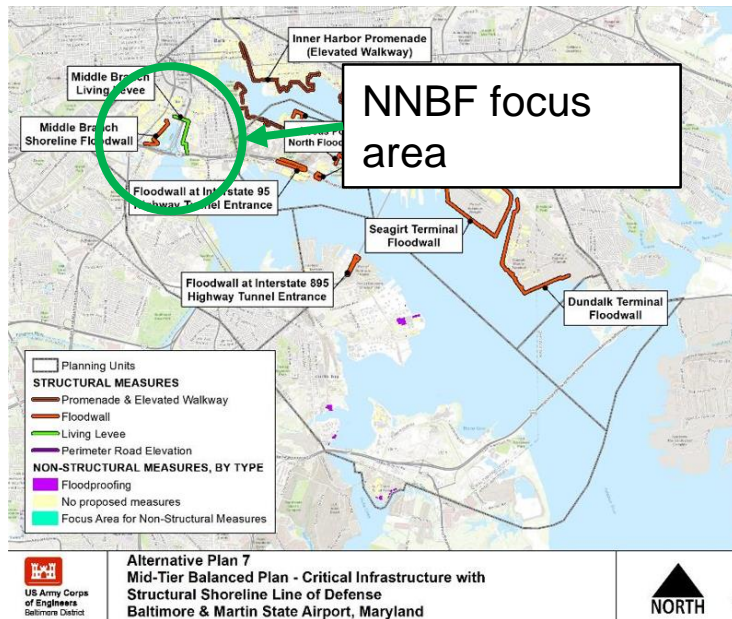 Inner Harbor Promenade
(Elevated Walkway)
Middle Branch
Living Levee
NNBF focus
area
Middle Branch
Shoreline Floodwall
North Flood
Floodwall at Interstate 95
Highway Tunnel Entrance
Seagirt Terminal
Floodwall
Floodwall at Interstate 895
Highway Tunnel Entrance
Dundalk Terminal
Floodwall
Planning Units
STRUCTURAL MEASURES
Promenade & Elevated Walkway
Floodwall
Living Levee
Perimeter Road Elevation
NON-STRUCTURAL MEASURES, BY TYPE
Floodproofing
No proposed measures
Focus Area for Non-Structural Measures
US Army Corps
of Engineers
Baltimore District
Alternative Plan 7
Mid-Tier Balanced Plan - Critical Infrastructure with
Structural Shoreline Line of Defense
Baltimore & Martin State Airport, Maryland
NORTH